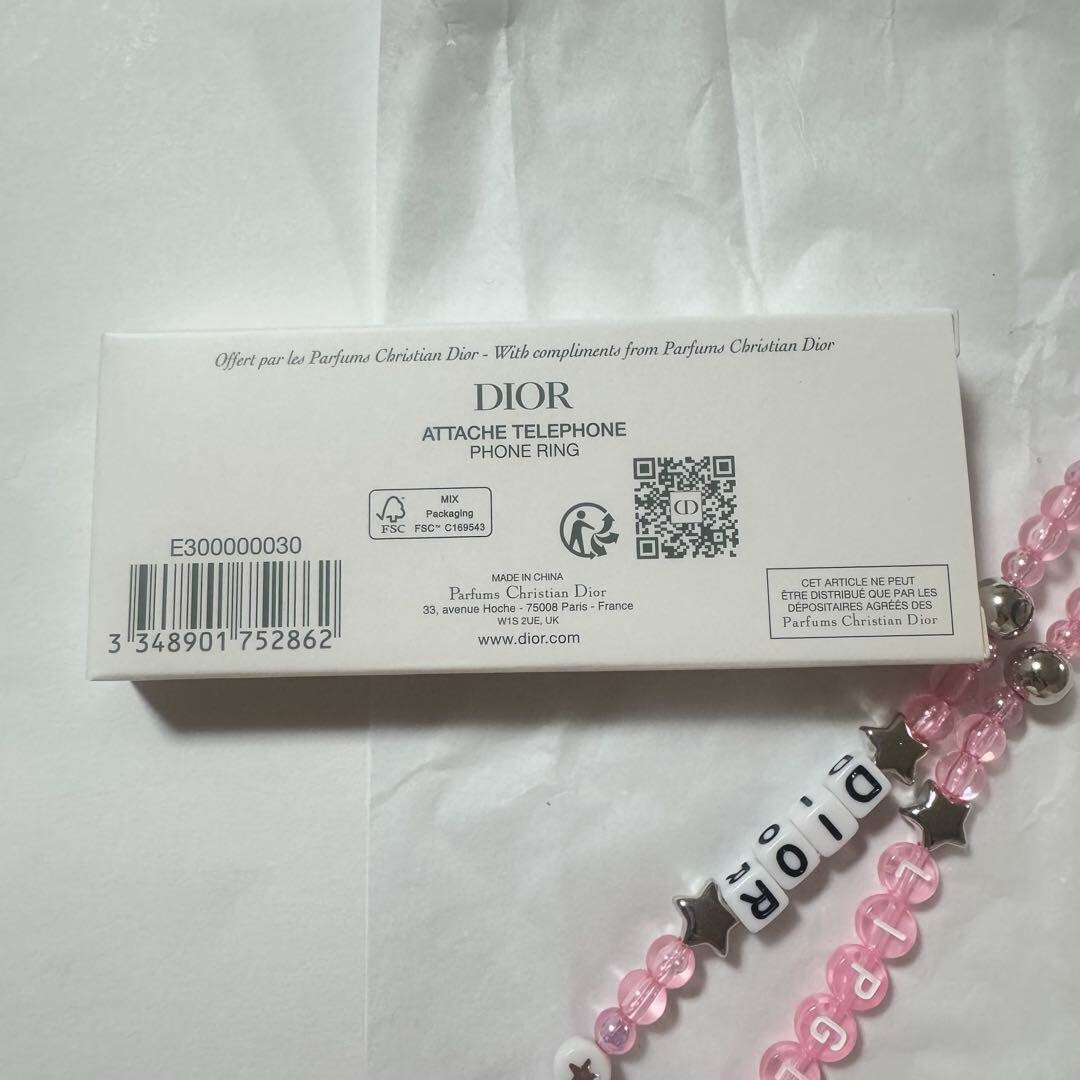 Offert par les Parfums Christian Dior - With compliments from Parfums Christian Dior
DIOR
ATTACHE TELEPHONE
PHONE RING
FSC
MIX
Packaging
FSC™ C169543
CD
E300000030
3 348901 752862
MADE IN CHINA
Parfums Christian Dior
33, avenue Hoche - 75008 Paris - France
W1S 2UE, UK
www.dior.com
CET ARTICLE NE PEUT
ÊTRE DISTRIBUÉ QUE PAR LES
DÉPOSITAIRES AGRÉÉS DES
Parfums Christian Dior
DIOR
DIOR
LIPGL